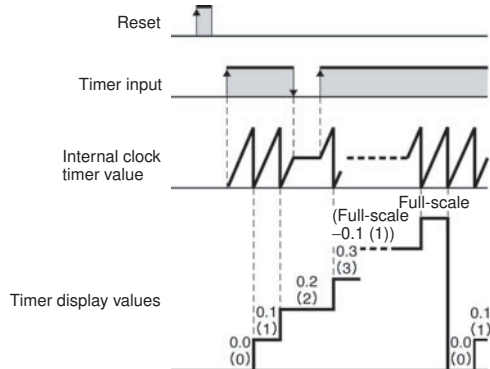 Reset
Timer input
Internal clock
timer value
Full-scale
(Full-scale
–0.1 (1))
0.3
(3)
0.2
(2)
Timer display values
0.1
(1)
0.0
(0)
0.1
(1)
0.0
(0)